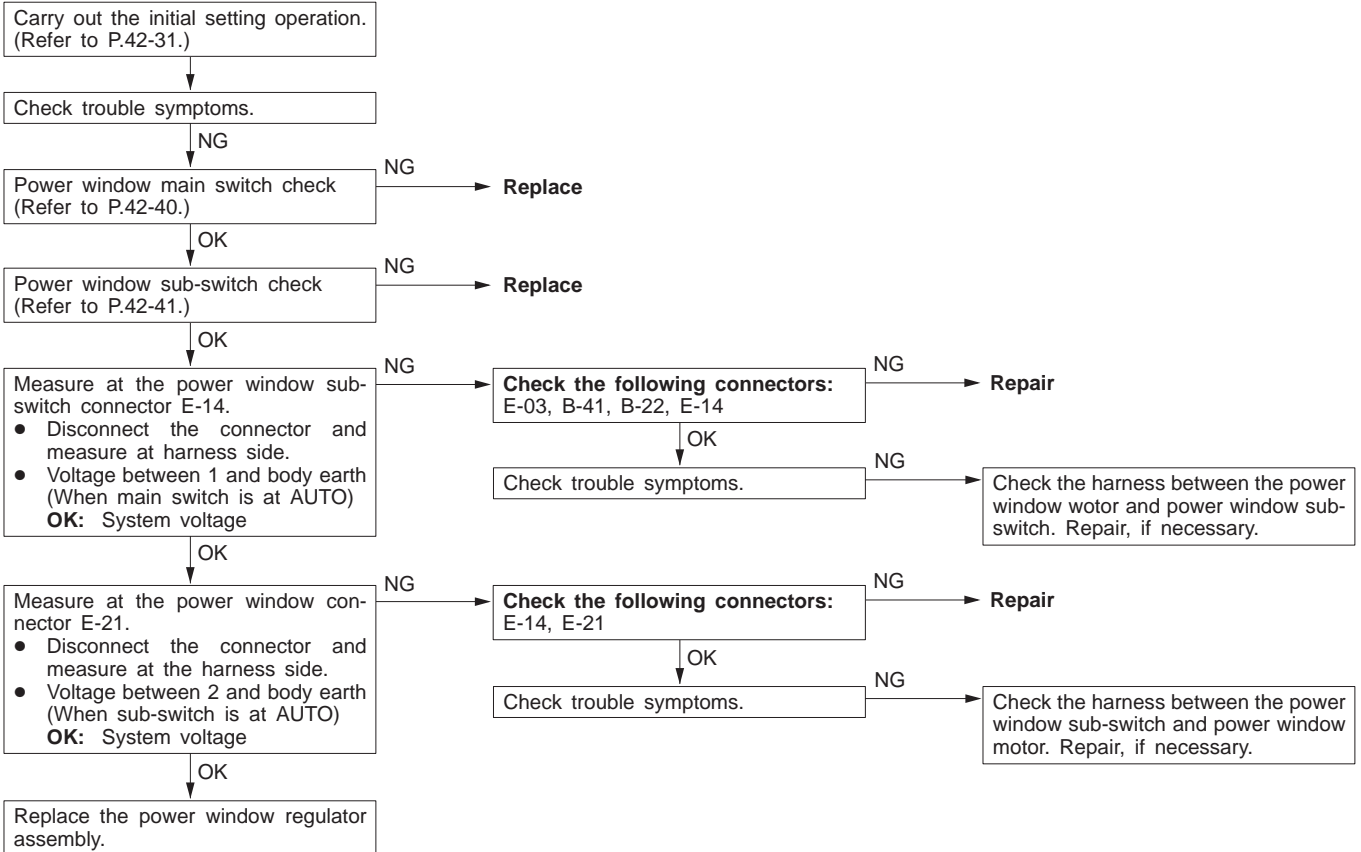 Carry out the initial setting operation.
(Refer to P.42-31.)
Check trouble symptoms.
NG
Power window main switch check
(Refer to P.42-40.)
NG
Replace
OK
Power window sub-switch check
(Refer to P.42-41.)
NG
Replace
OK
Measure at the power window sub-
switch connector E-14.
● Disconnect the connector and
measure at harness side.
● Voltage between 1 and body earth
(When main switch is at AUTO)
OK: System voltage
NG
Check the following connectors:
E-03, B-41, B-22, E-14
NG
Repair
OK
Check trouble symptoms.
NG
Check the harness between the power
window wotor and power window sub-
switch. Repair, if necessary.
OK
Measure at the power window con-
nector E-21.
● Disconnect the connector and
measure at the harness side.
● Voltage between 2 and body earth
(When sub-switch is at AUTO)
OK: System voltage
NG
Check the following connectors:
E-14, E-21
NG
Repair
OK
Check trouble symptoms.
NG
Check the harness between the power
window sub-switch and power window
motor. Repair, if necessary.
OK
Replace the power window regulator
assembly.